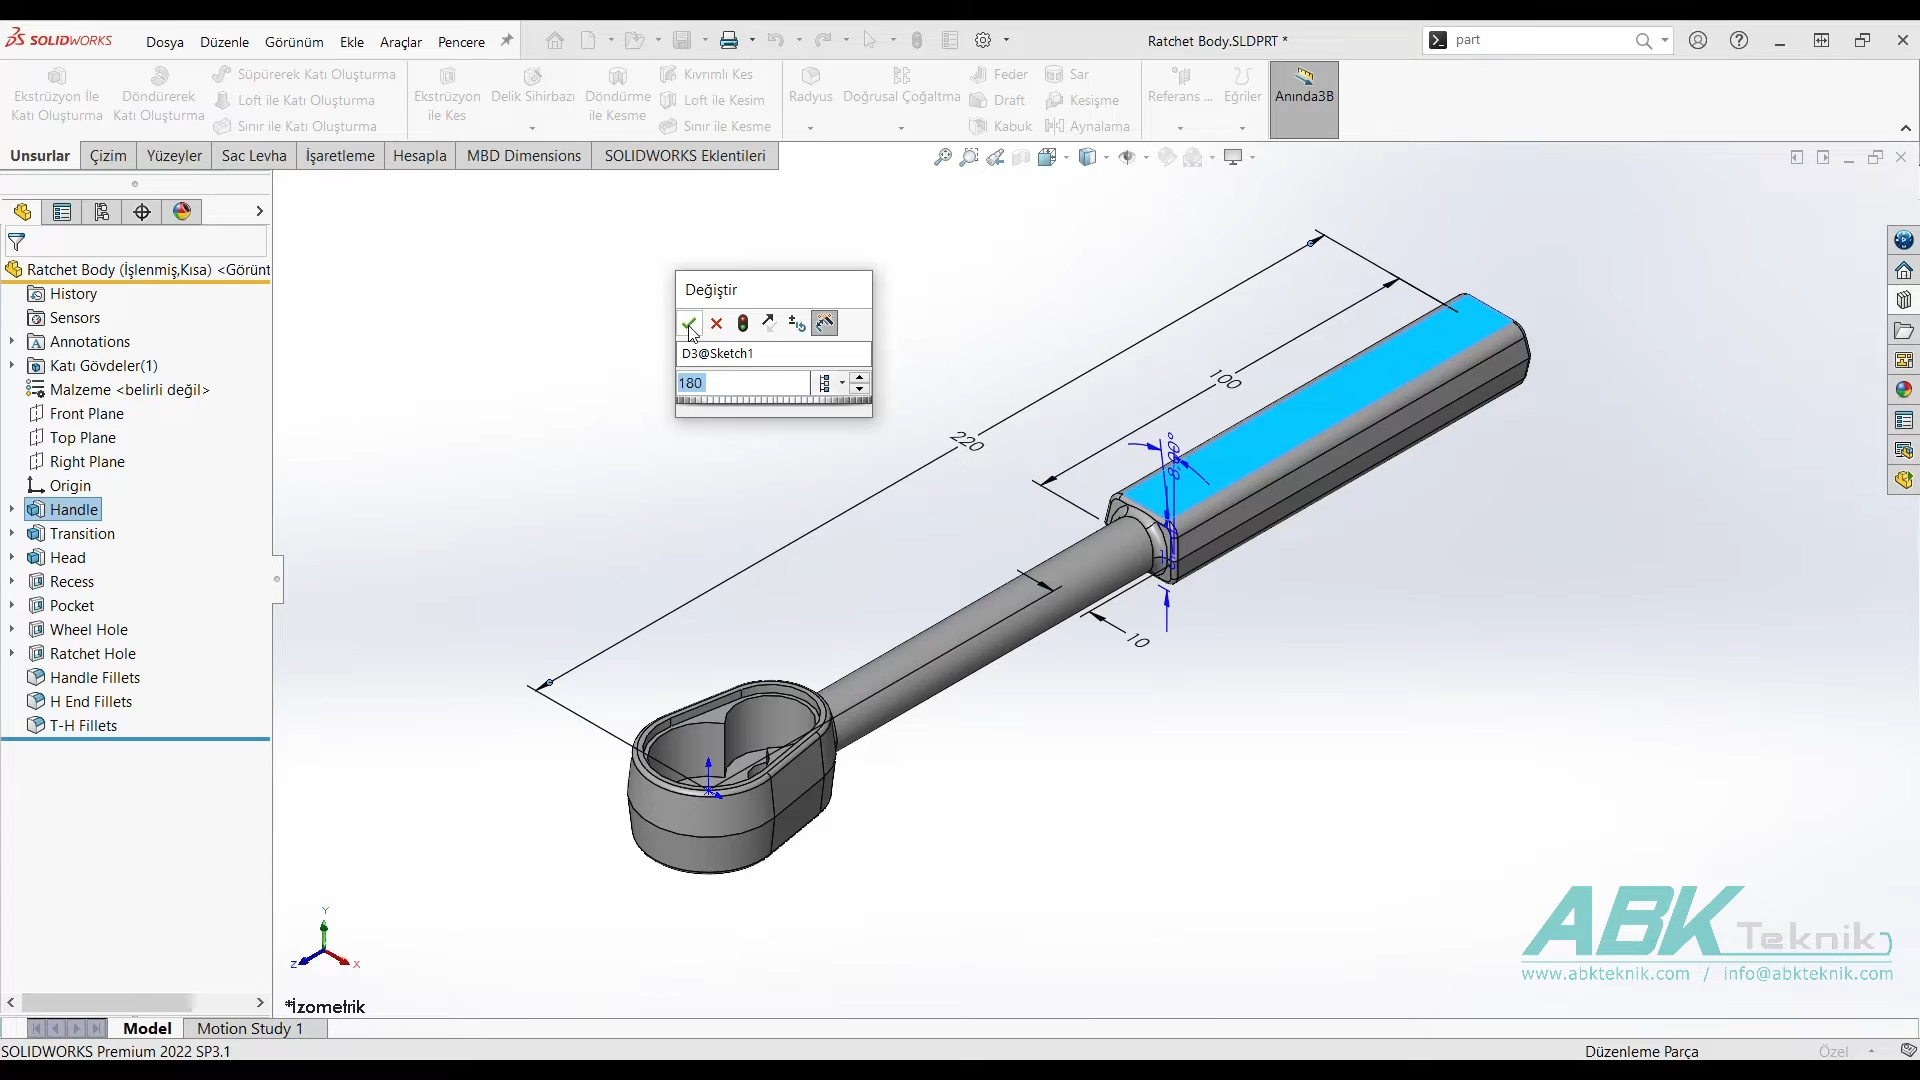 SOLIDWORKS
Dosya Düzenle Görünüm Ekle Araçlar Pencere
Ratchet Body.SLDPRT *
part
Ekstrüzyon İle
Katı Oluşturma
Döndürerek
Katı Oluşturma
Süpürerek Katı Oluşturma
Loft ile Katı Oluşturma
Sınır ile Katı Oluşturma
Ekstrüzyon
ile Kes
Delik Sihirbazı
Döndürme
ile Kesme
Kıvrımlı Kes
Loft ile Kesim
Sınır ile Kesme
Radyus
Doğrusal Çoğaltma
Feder
Draft
Kabuk
Sar
Kesişme
Aynalama
Referans ...
Eğriler
Anında3B
Unsurlar Çizim Yüzeyler Sac Levha İşaretleme Hesapla MBD Dimensions SOLIDWORKS Eklentileri
Ratchet Body (İşlenmiş,Kısa) <Görünt
History
Sensors
Annotations
Katı Gövdeler(1)
Malzeme <belirli değil>
Front Plane
Top Plane
Right Plane
Origin
Handle
Transition
Head
Recess
Pocket
Wheel Hole
Ratchet Hole
Handle Fillets
H End Fillets
T-H Fillets
Değiştir
D3@Sketch1
180
220
100
10
Y
Z
X
*İzometrik
ABK Teknik
www.abkteknik.com / info@abkteknik.com
Model Motion Study 1
SOLIDWORKS Premium 2022 SP3.1
Düzenleme Parça
Özel